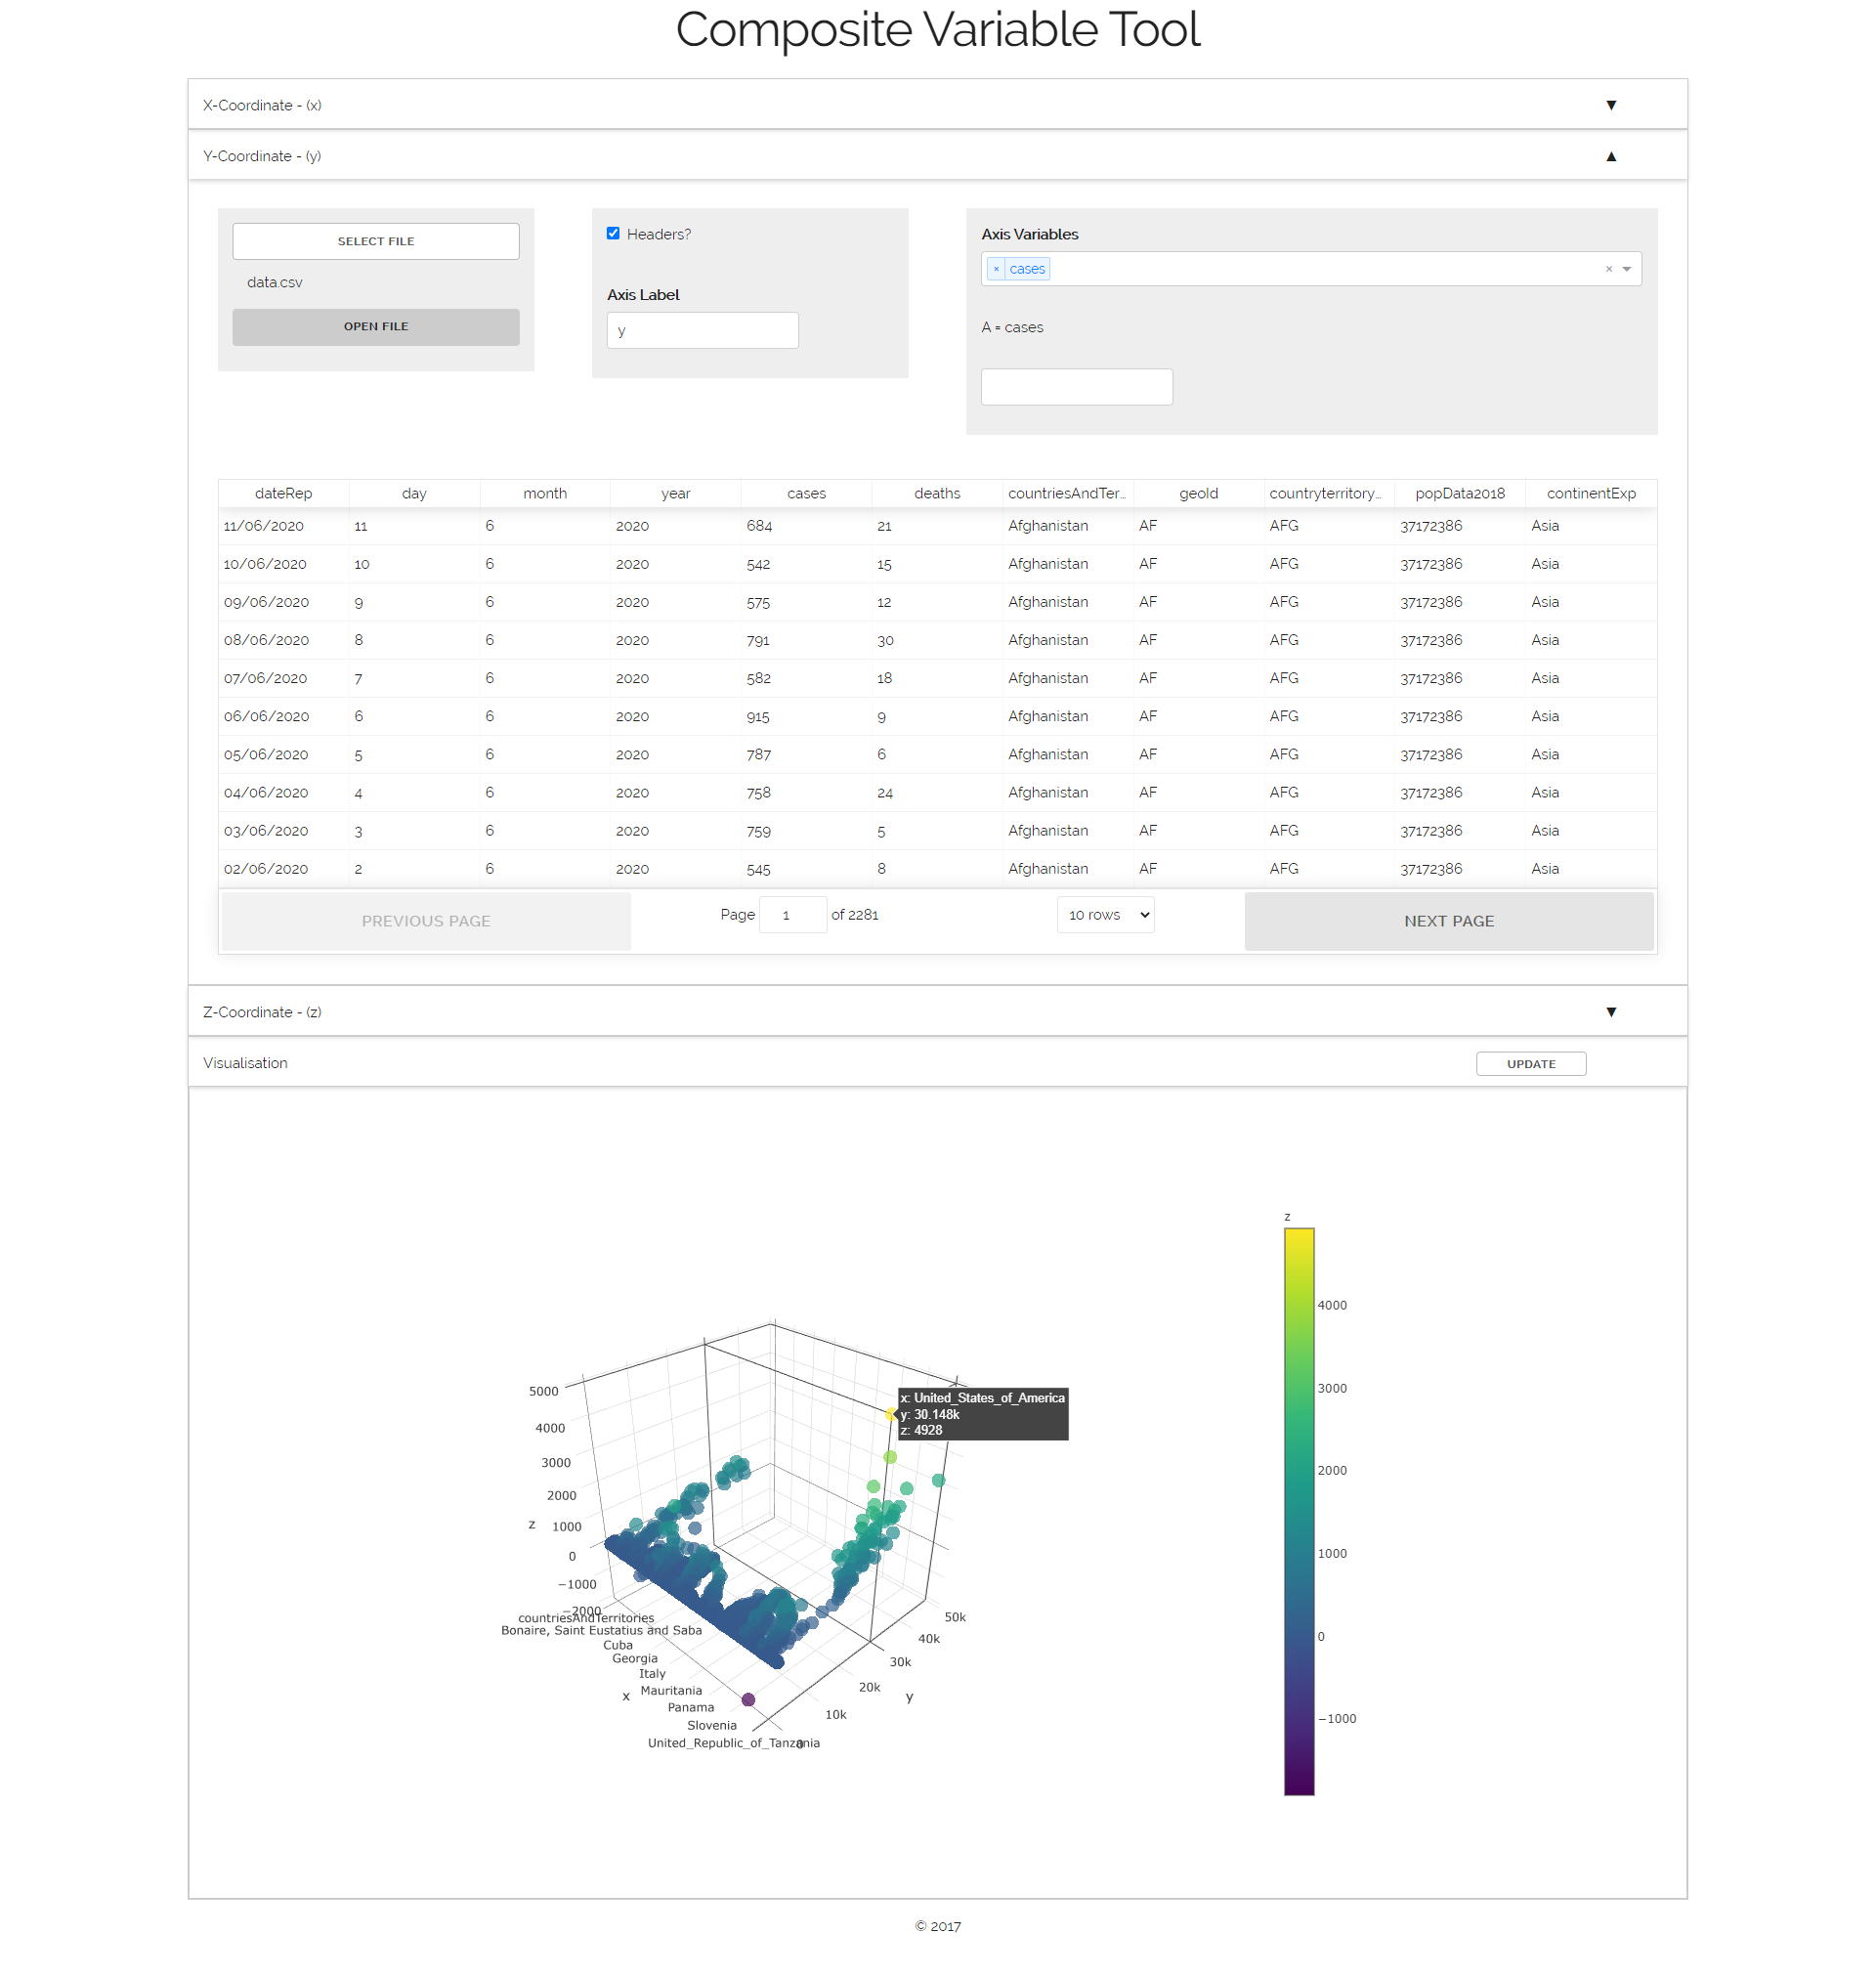 Composite Variable Tool
X-Coordinate - (x) ▼
Y-Coordinate - (y) ▲
SELECT FILE
data.csv
OPEN FILE
Headers?
Axis Label
y
Axis Variables
× cases ×
A = cases
dateRep day month year cases deaths countriesAndTer... geoId countryterritory... popData2018 continentExp
11/06/2020 11 6 2020 684 21 Afghanistan AF AFG 37172386 Asia
10/06/2020 10 6 2020 542 15 Afghanistan AF AFG 37172386 Asia
09/06/2020 9 6 2020 575 12 Afghanistan AF AFG 37172386 Asia
08/06/2020 8 6 2020 791 30 Afghanistan AF AFG 37172386 Asia
07/06/2020 7 6 2020 582 18 Afghanistan AF AFG 37172386 Asia
06/06/2020 6 6 2020 915 9 Afghanistan AF AFG 37172386 Asia
05/06/2020 5 6 2020 787 6 Afghanistan AF AFG 37172386 Asia
04/06/2020 4 6 2020 758 24 Afghanistan AF AFG 37172386 Asia
03/06/2020 3 6 2020 759 5 Afghanistan AF AFG 37172386 Asia
02/06/2020 2 6 2020 545 8 Afghanistan AF AFG 37172386 Asia
PREVIOUS PAGE Page 1 of 2281 10 rows NEXT PAGE
Z-Coordinate - (z) ▼
Visualisation UPDATE
x: United_States_of_America
y: 30.148k
z: 4928
5000
4000
3000
2000
1000
0
−1000
−2000
z
countriesAndTerritories
Bonaire, Saint Eustatius and Saba
Cuba
Georgia
Italy
Mauritania
Panama
Slovenia
United_Republic_of_Tanzania
x
0
10k
20k
30k
40k
50k
y
z
4000
3000
2000
1000
0
−1000
© 2017